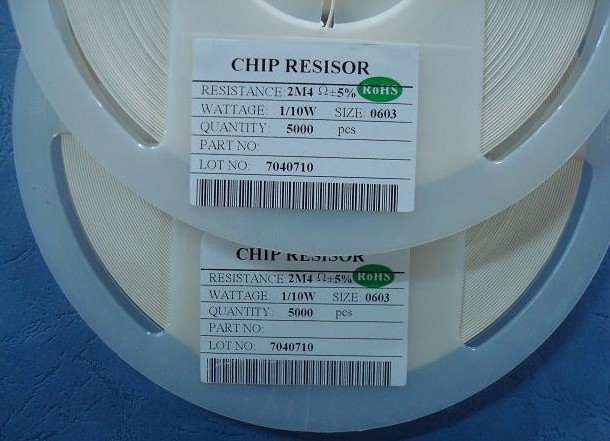 CHIP RESISOR
RESISTANCE: 2M4 Ω±5% RoHS
WATTAGE: 1/10W SIZE: 0603
QUANTITY: 5000 pcs
PART NO:
LOT NO: 7040710
CHIP RESISOR
RESISTANCE: 2M4 Ω±5% RoHS
WATTAGE: 1/10W SIZE: 0603
QUANTITY: 5000 pcs
PART NO:
LOT NO: 7040710